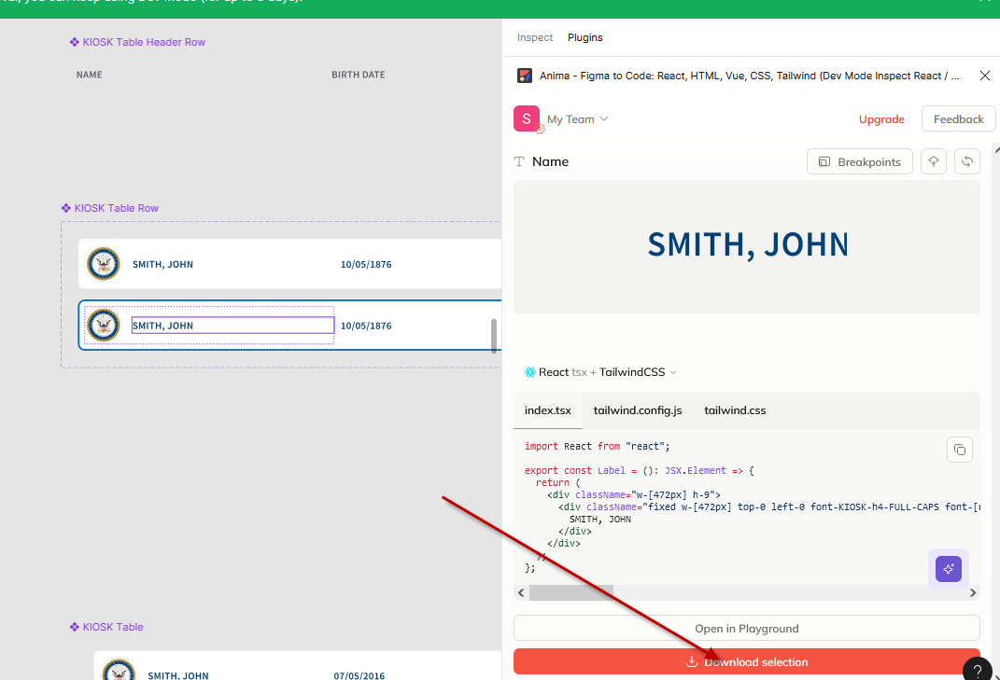 you can keep using Dev Mode (for up to 3 days).
KIOSK Table Header Row
NAME
BIRTH DATE
KIOSK Table Row
SMITH, JOHN
10/05/1876
SMITH, JOHN
10/05/1876
KIOSK Table
SMITH, JOHN
07/05/2016
Inspect
Plugins
Anima - Figma to Code: React, HTML, Vue, CSS, Tailwind (Dev Mode Inspect React / ...
S
My Team
Upgrade
Feedback
T
Name
Breakpoints
SMITH, JOHN
React tsx + TailwindCSS
index.tsx
tailwind.config.js
tailwind.css
import React from "react";
export const Label = (): JSX.Element => {
return (
<div className="w-[472px] h-9">
<div className="fixed w-[472px] top-0 left-0 font-KIOSK-h4-FULL-CAPS font-[
SMITH, JOHN
</div>
</div>
);
};
Open in Playground
Download selection
?